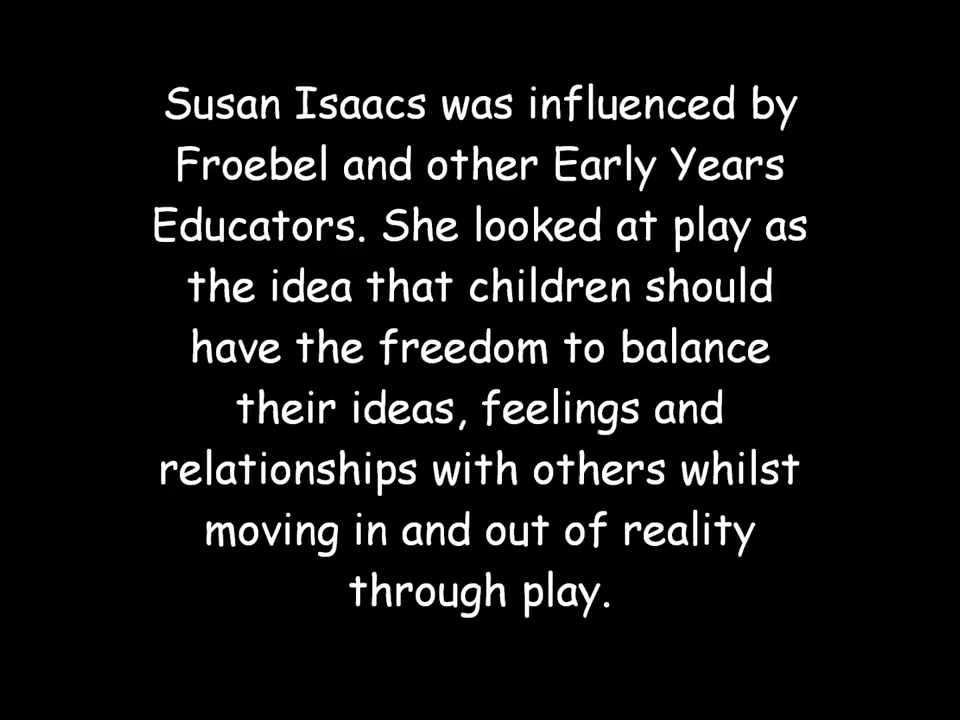 Susan Isaacs was influenced by
Froebel and other Early Years
Educators. She looked at play as
the idea that children should
have the freedom to balance
their ideas, feelings and
relationships with others whilst
moving in and out of reality
through play.